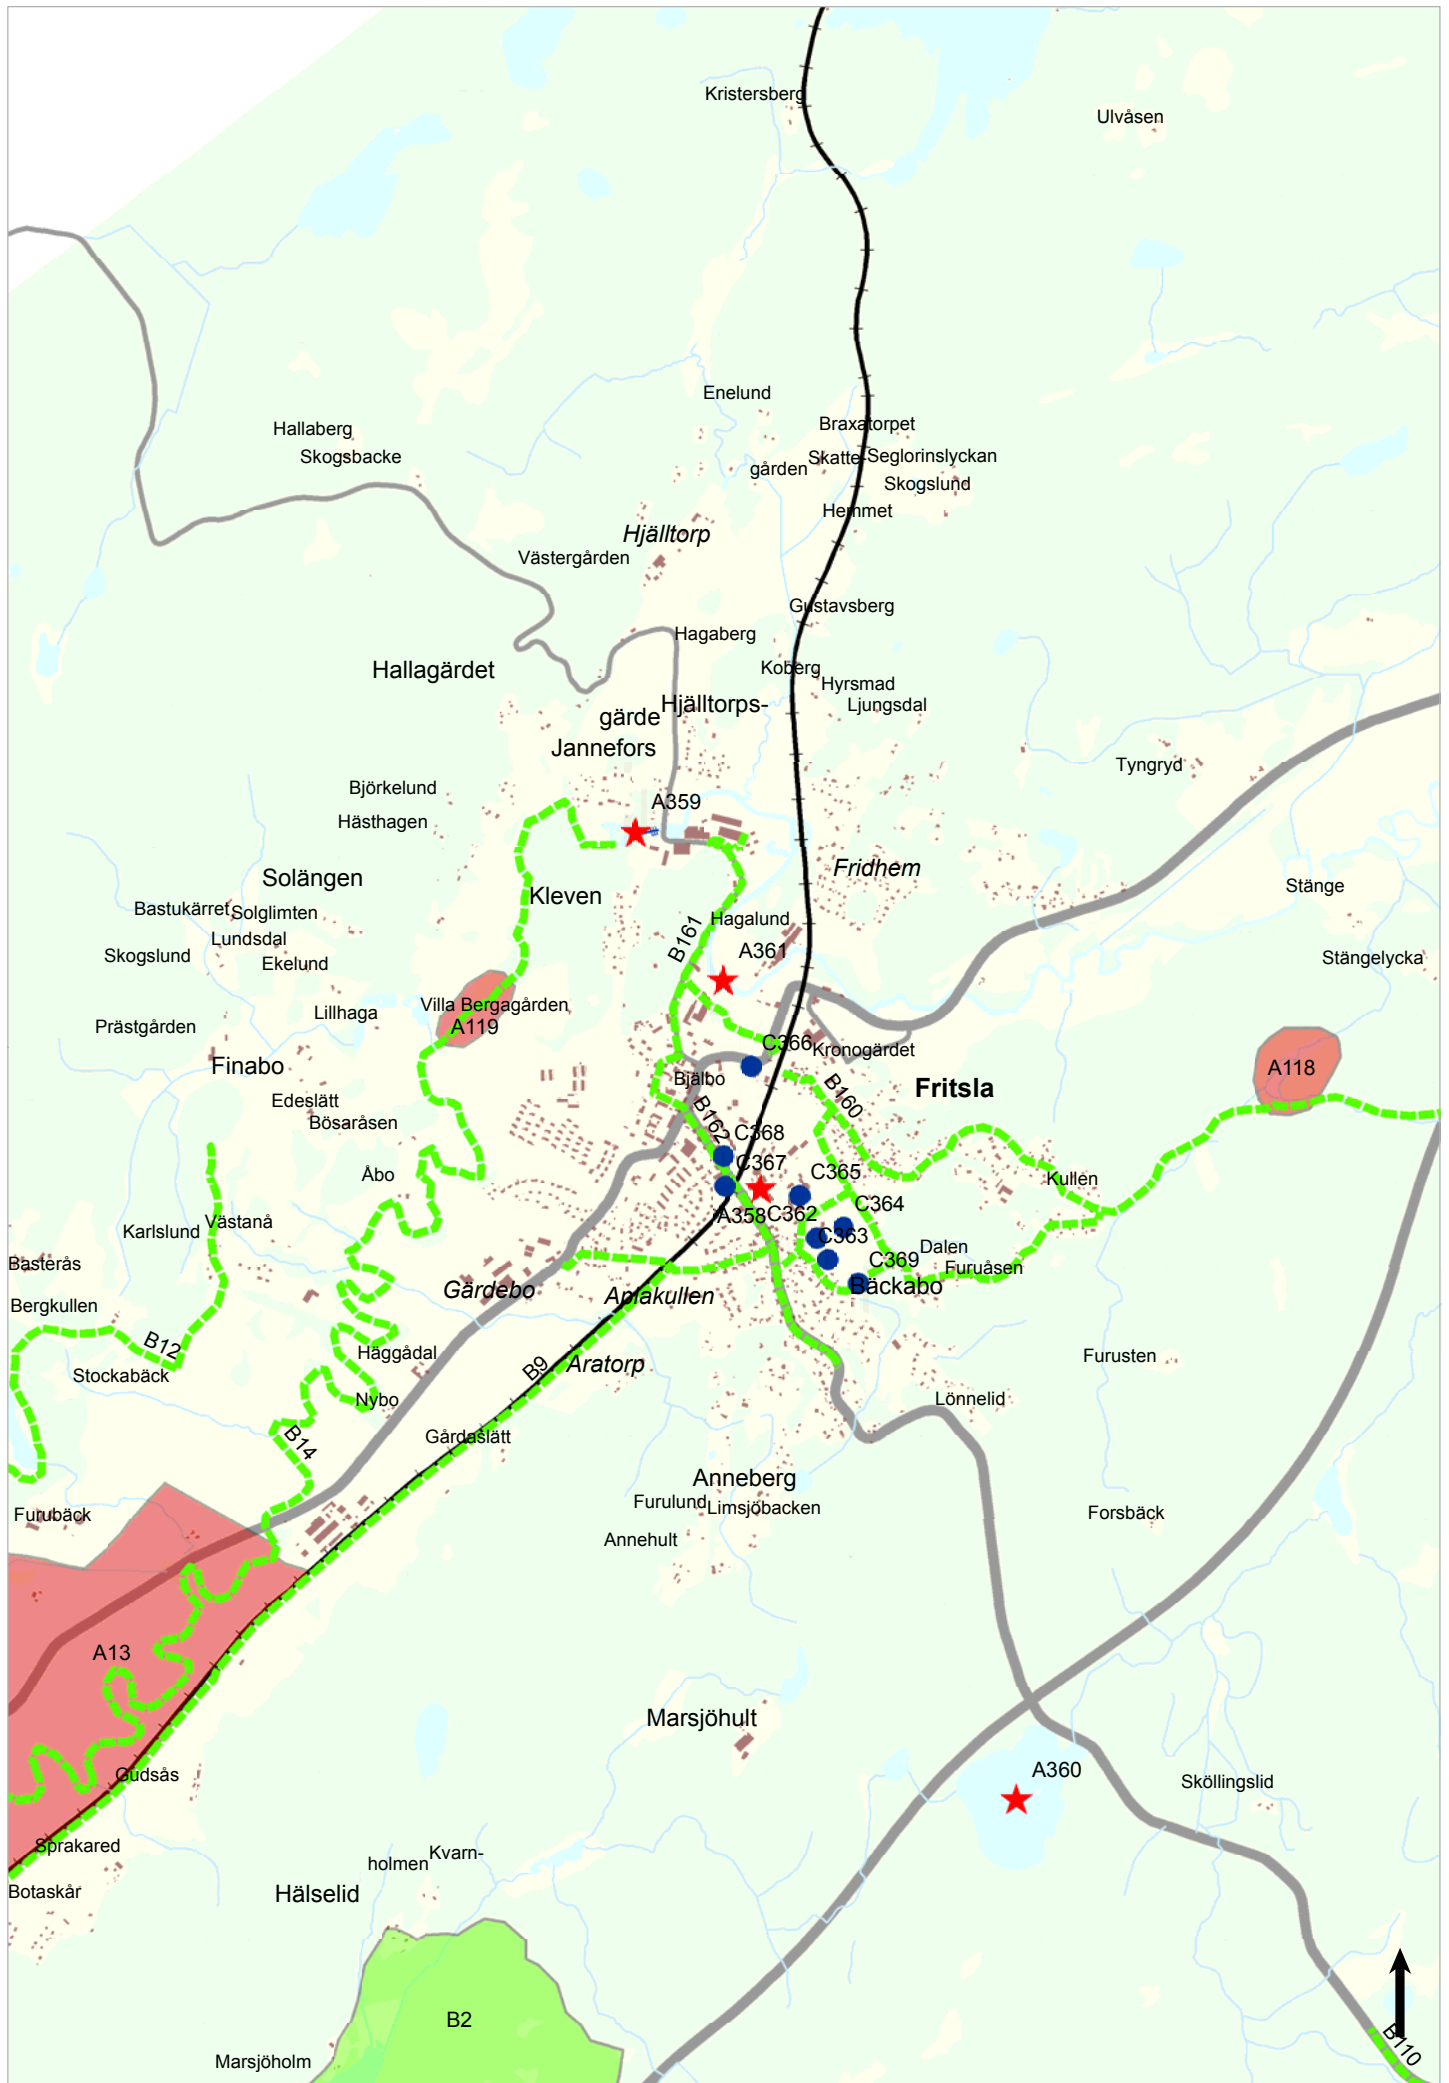 Kristersberg
Ulvåsen
Enelund
Braxatorpet
Hallaberg
Skogsbacke
gården
Skatte-
Seglorinslyckan
Skogslund
Hemmet
Hjälltorp
Västergården
Gustavsberg
Hagaberg
Koberg
Hallagärdet
Hyrsmad
Ljungsdal
Hjälltorps-
gärde
Jannefors
Tyngryd
Björkelund
A359
Hästhagen
Fridhem
Solängen
Kleven
Stänge
Bastukärret
Solglimten
Hagalund
Lundsdal
B161
A361
Skogslund
Ekelund
Stängelycka
Villa Bergagården
Lillhaga
Prästgården
A119
C366
Kronogärdet
Finabo
A118
Bjälbo
B160
Fritsla
Edeslätt
Bösaråsen
B162
C368
C367
Åbo
C365
Kullen
Karlslund
Västanå
A358
C362
C364
C363
Dalen
Basterås
C369
Furuåsen
Gärdebo
Aplakullen
Bäckabo
Bergkullen
B12
Häggådal
B9
Aratorp
Furusten
Stockabäck
Nybo
Lönnelid
B14
Gårdaslätt
Anneberg
Furulund
Limsjöbacken
Furubäck
Forsbäck
Annehult
A13
Marsjöhult
Gudsås
A360
Sköllingslid
Sprakared
Kvarn-
holmen
Botaskår
Hälselid
B2
B110
Marsjöholm